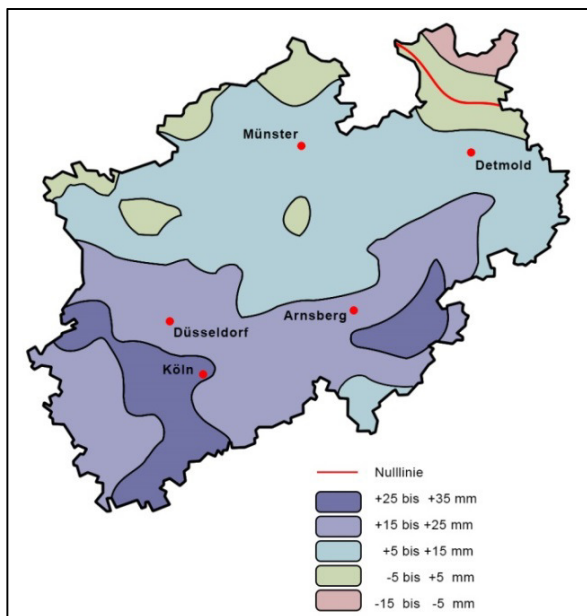 Münster
Detmold
Arnsberg
Düsseldorf
Köln
Nulllinie
+25 bis +35 mm
+15 bis +25 mm
+5 bis +15 mm
-5 bis +5 mm
-15 bis -5 mm